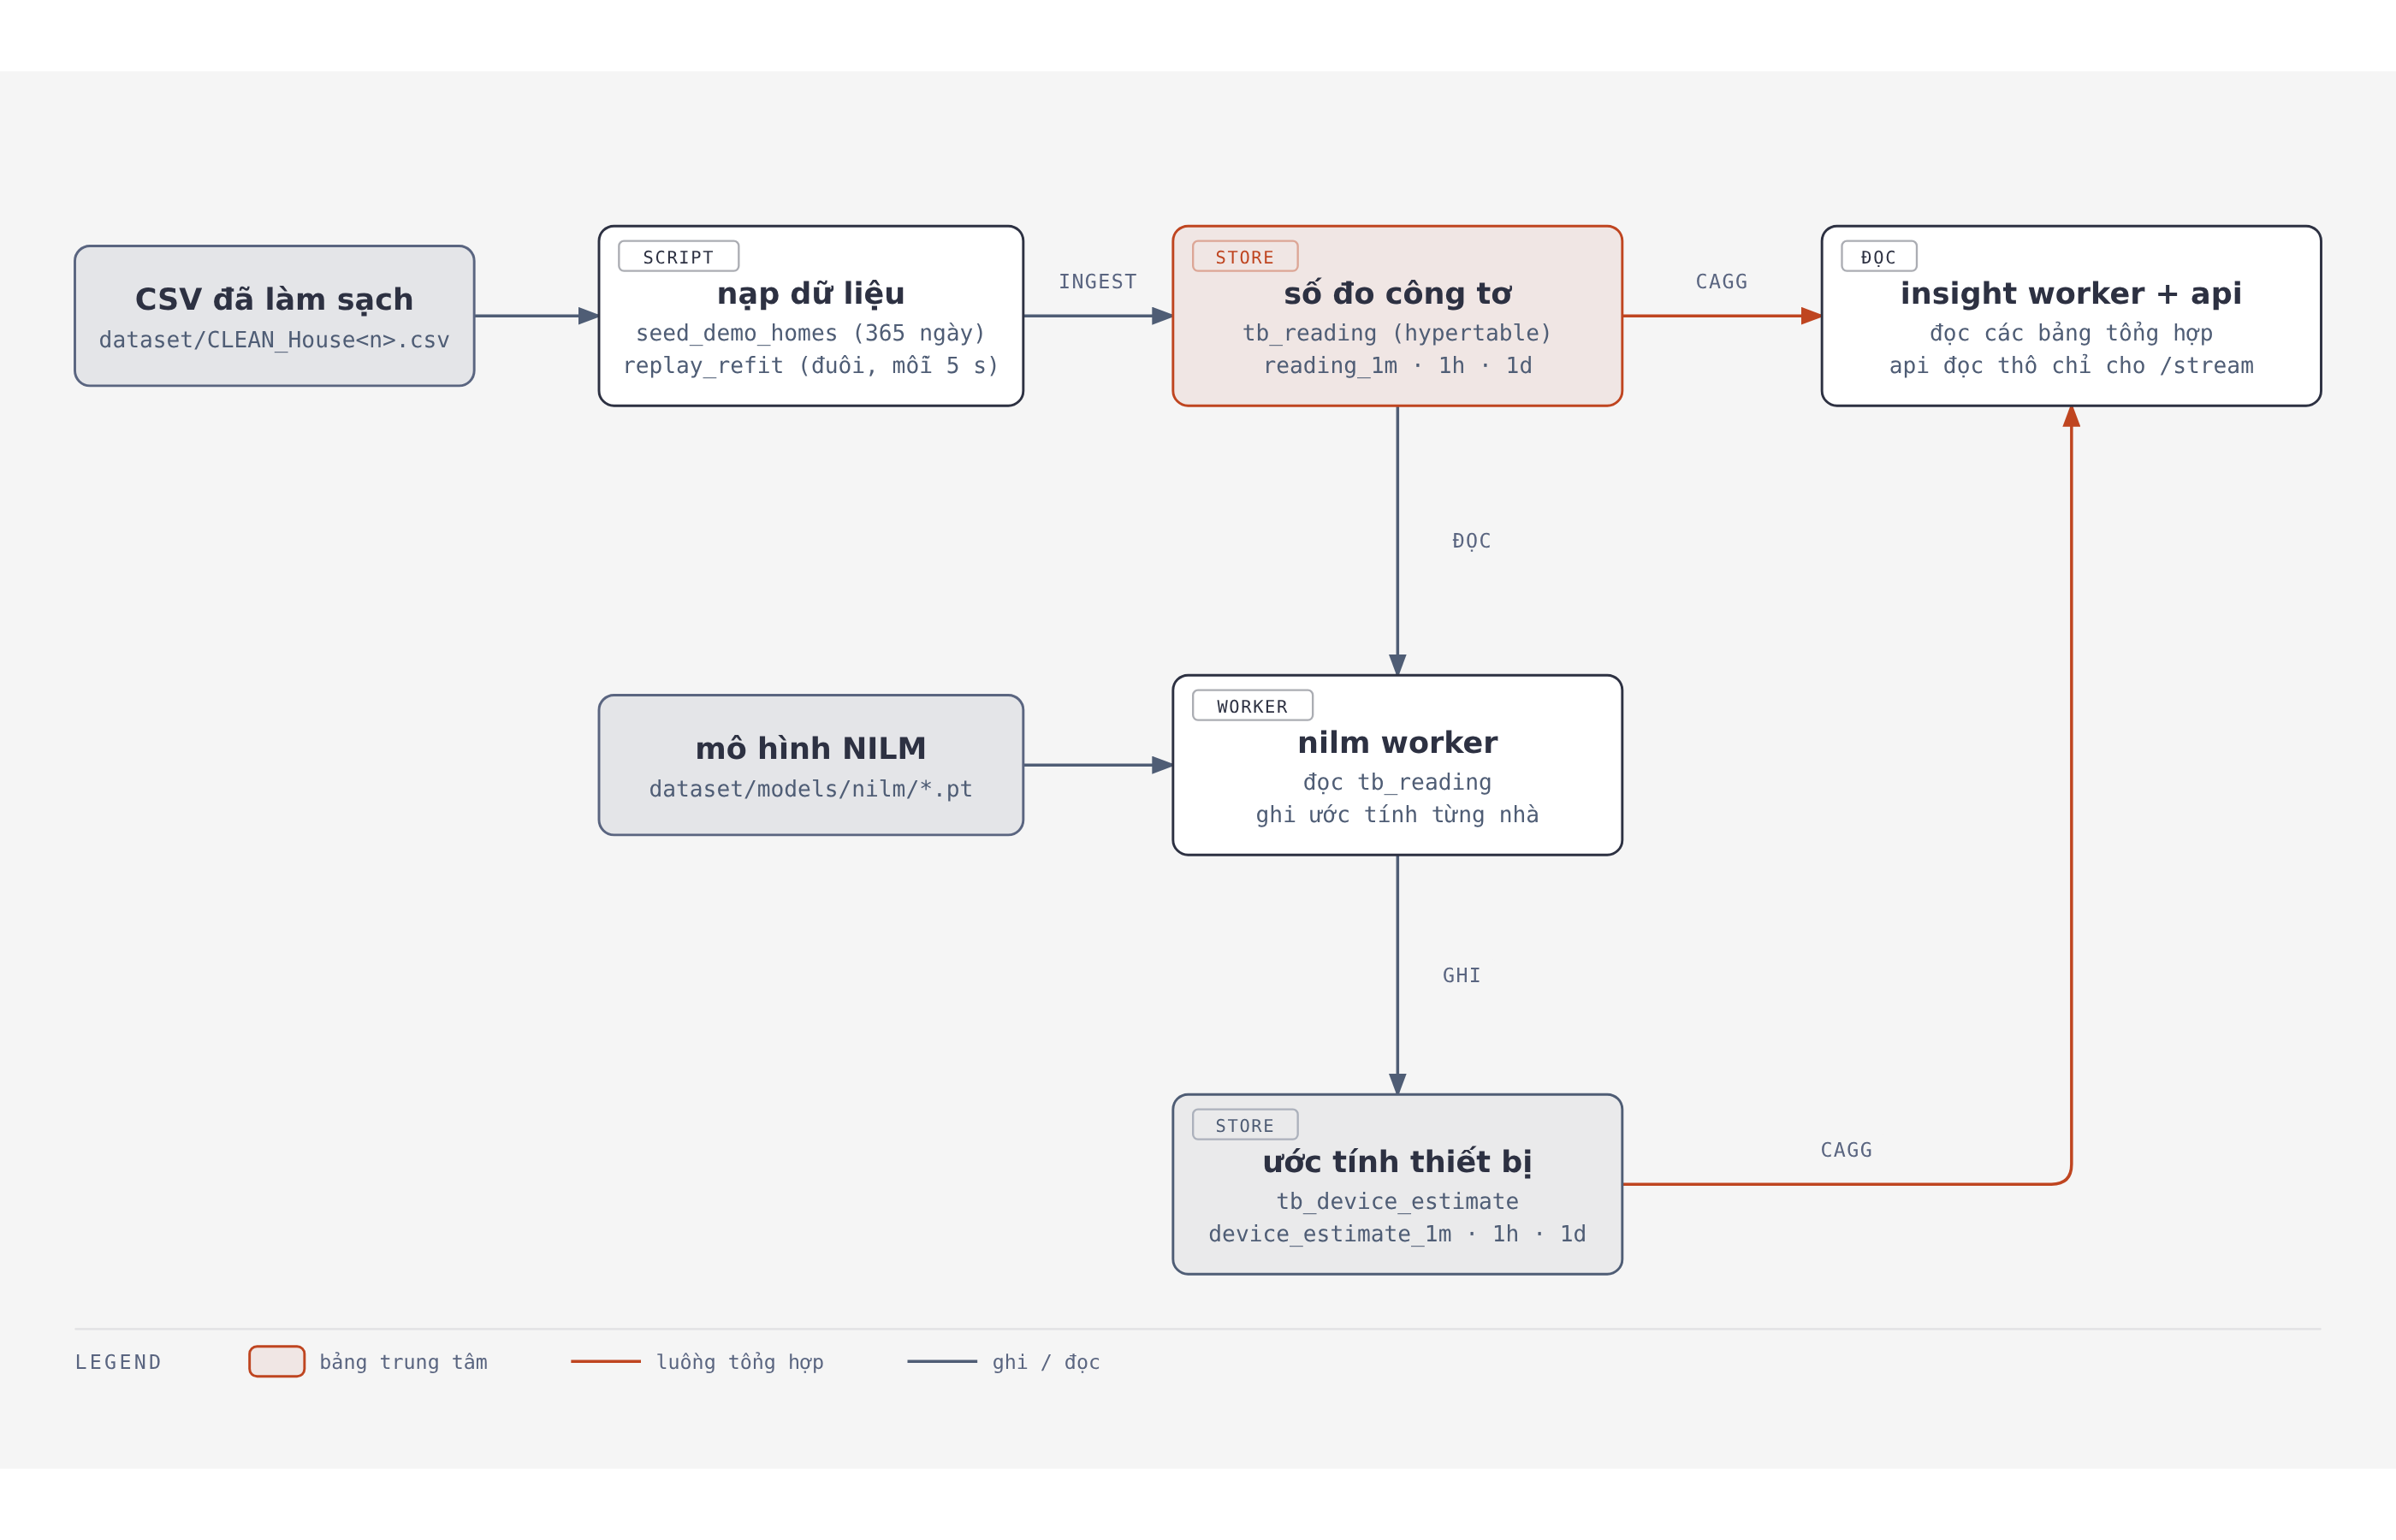 CSV đã làm sạch
dataset/CLEAN_House<n>.csv
SCRIPT
nạp dữ liệu
seed_demo_homes (365 ngày)
replay_refit (đuôi, mỗi 5 s)
INGEST
STORE
số đo công tơ
tb_reading (hypertable)
reading_1m · 1h · 1d
CAGG
ĐỌC
insight worker + api
đọc các bảng tổng hợp
api đọc thô chỉ cho /stream
ĐỌC
mô hình NILM
dataset/models/nilm/*.pt
WORKER
nilm worker
đọc tb_reading
ghi ước tính từng nhà
GHI
STORE
ước tính thiết bị
tb_device_estimate
device_estimate_1m · 1h · 1d
CAGG
LEGEND
bảng trung tâm
luồng tổng hợp
ghi / đọc